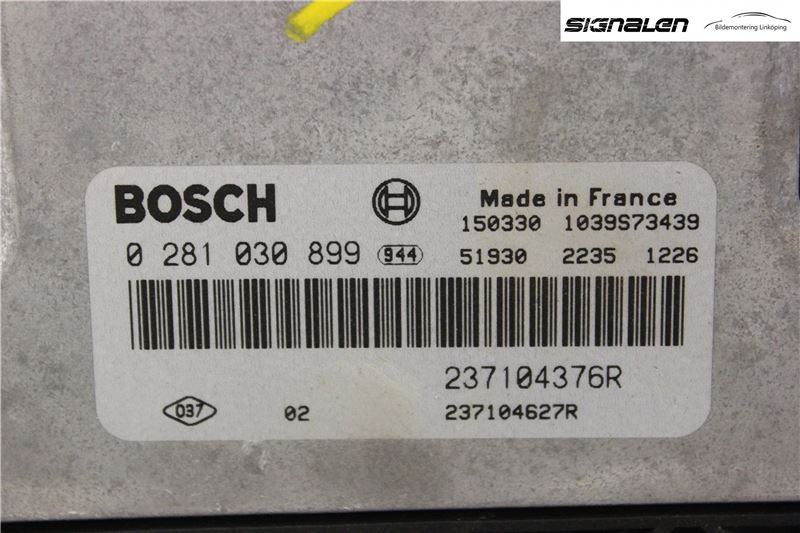 SIGNALEN
Bildemontering Linköping
BOSCH
Made in France
150330 1039S73439
0 281 030 899 944 51930 2235 1226
237104376R
037 02 237104627R